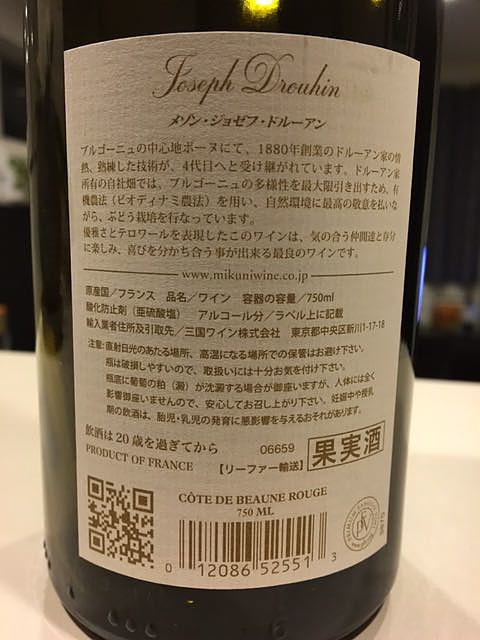 Joseph Drouhin
メゾン・ジョゼフ・ドルーアン
ブルゴーニュの中心地ボーヌにて、1880年創業のドルーアン家の情
熱、熟練した技術が、4代目へと受け継がれています。ドルーアン家
所有の自社畑では、ブルゴーニュの多様性を最大限引き出すため、有
機農法（ビオディナミ農法）を用い、自然環境に最高の敬意を払いな
がら、ぶどう栽培を行なっています。
優雅さとテロワールを表現したこのワインは、気の合う仲間達と存分
に楽しみ、喜びを分かち合う事が出来る最良のワインです。
www.mikuniwine.co.jp
原産国／フランス 品名／ワイン 容器の容量／750ml
酸化防止剤（亜硫酸塩） アルコール分／ラベル上に記載
輸入業者住所及引取先／三国ワイン株式会社 東京都中央区新川1-17-18
注意：直射日光のあたる場所、高温になる場所での保管はお避け下さい。
瓶は破損しやすいので、取扱いには十分お気を付け下さい。
瓶底に葡萄の粕（澱）が沈澱する場合が御座いますが、人体には全く
影響御座いませんので、安心してお召し上がり下さい。妊娠中や授乳
期の飲酒は、胎児・乳児の発育に悪影響を与えるおそれがあります。
飲酒は20歳を過ぎてから
PRODUCT OF FRANCE
06659
【リーファー輸送】
果実酒
CÔTE DE BEAUNE ROUGE
750 ML
0 12086 52551 3